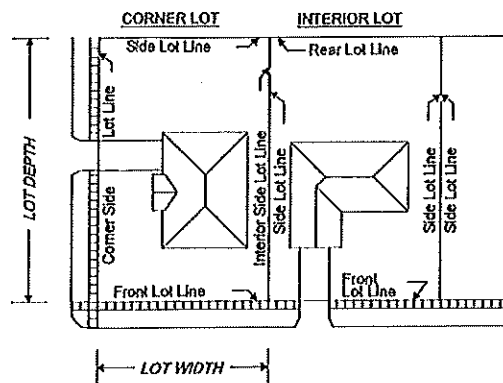 CORNER LOT
INTERIOR LOT
Side Lot Line
Rear Lot Line
Lot Line
Corner Side
LOT DEPTH
Interior Side Lot Line
Side Lot Line
Side Lot Line
Side Lot Line
Front Lot Line
Front
Lot Line
LOT WIDTH